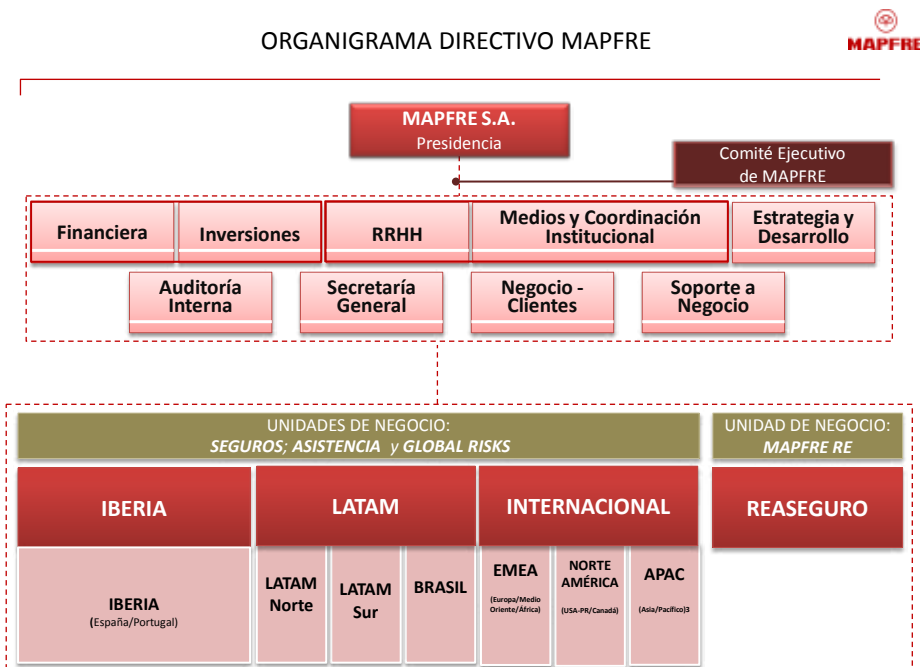 ORGANIGRAMA DIRECTIVO MAPFRE
MAPFRE
MAPFRE S.A.
Presidencia
Comité Ejecutivo
de MAPFRE
Financiera
Inversiones
RRHH
Medios y Coordinación
Institucional
Estrategia y
Desarrollo
Auditoría
Interna
Secretaría
General
Negocio -
Clientes
Soporte a
Negocio
UNIDADES DE NEGOCIO:
SEGUROS; ASISTENCIA y GLOBAL RISKS
UNIDAD DE NEGOCIO:
MAPFRE RE
IBERIA
LATAM
INTERNACIONAL
REASEGURO
IBERIA
(España/Portugal)
LATAM
Norte
LATAM
Sur
BRASIL
EMEA
(Europa/Medio
Oriente/África)
NORTE
AMÉRICA
(USA-PR/Canadá)
APAC
(Asia/Pacífico)3